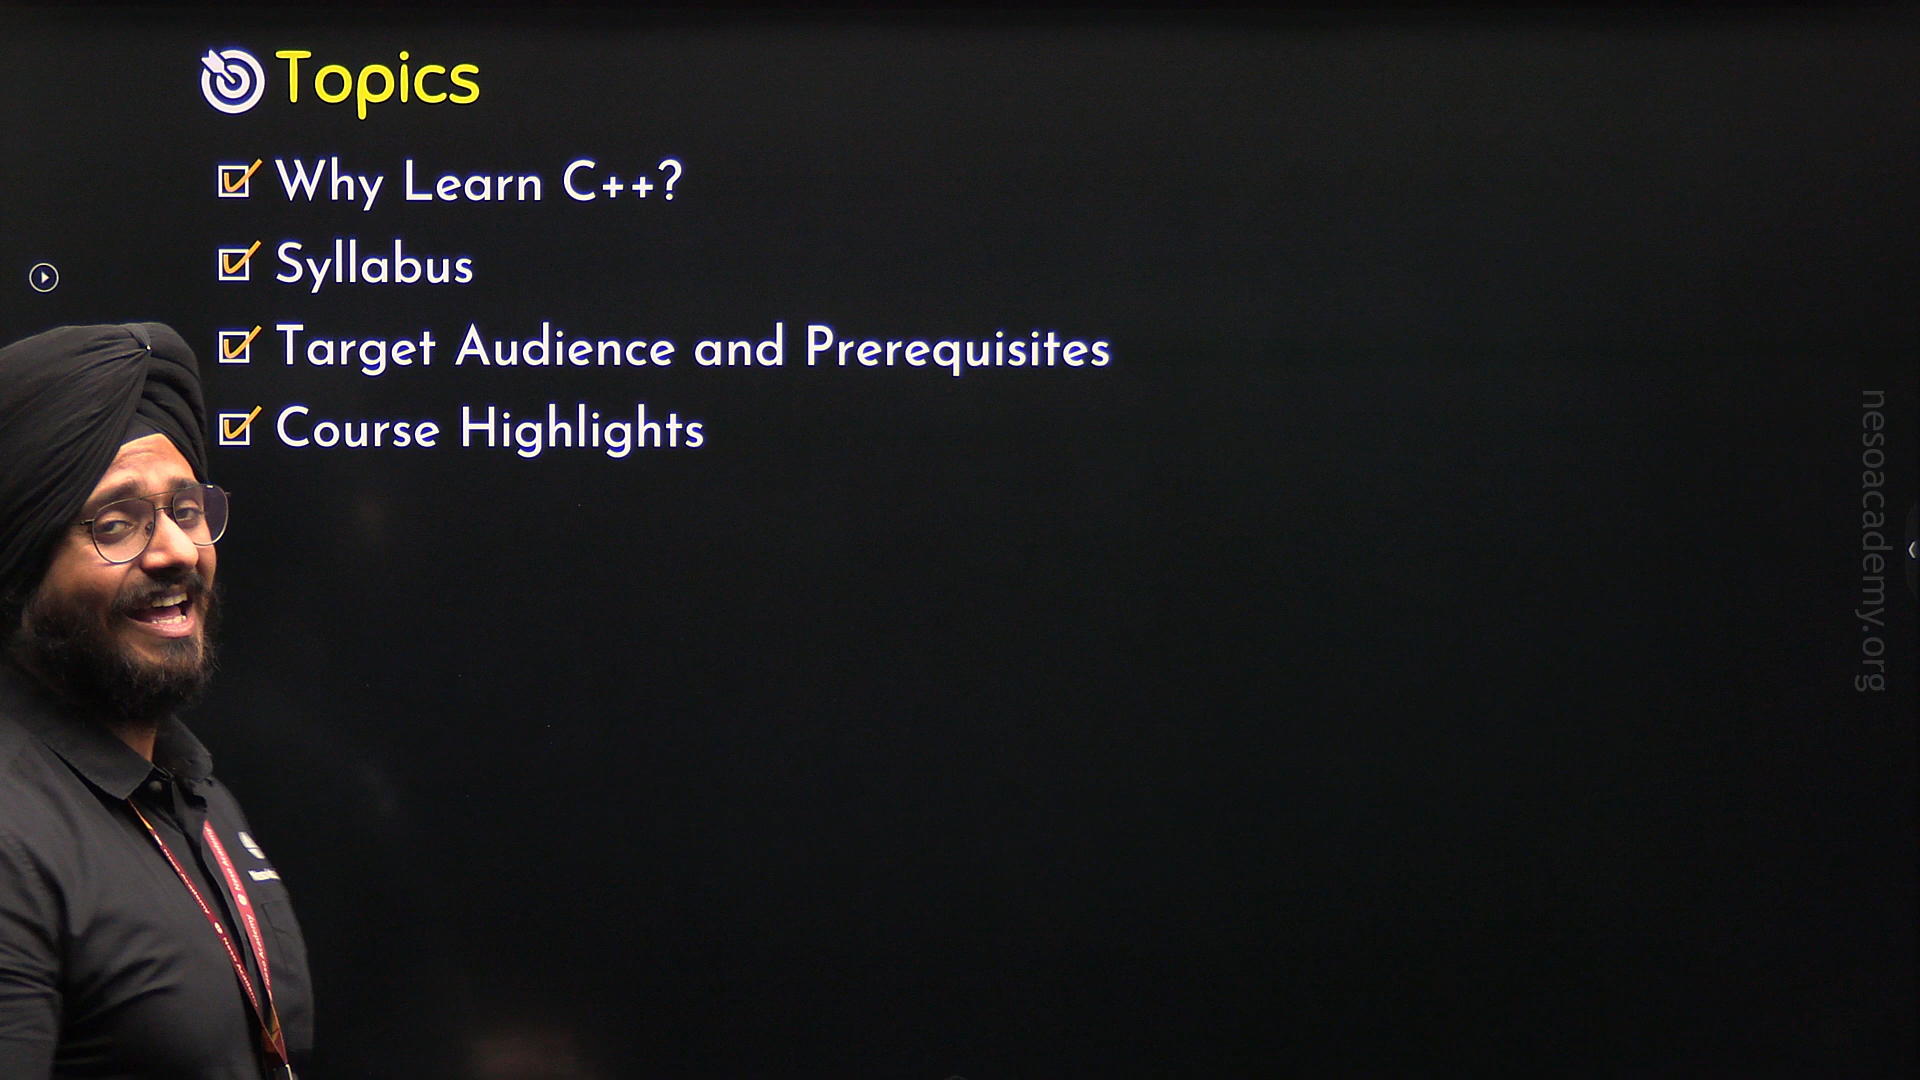 Topics
Why Learn C++?
Syllabus
Target Audience and Prerequisites
Course Highlights
nesoacademy.org